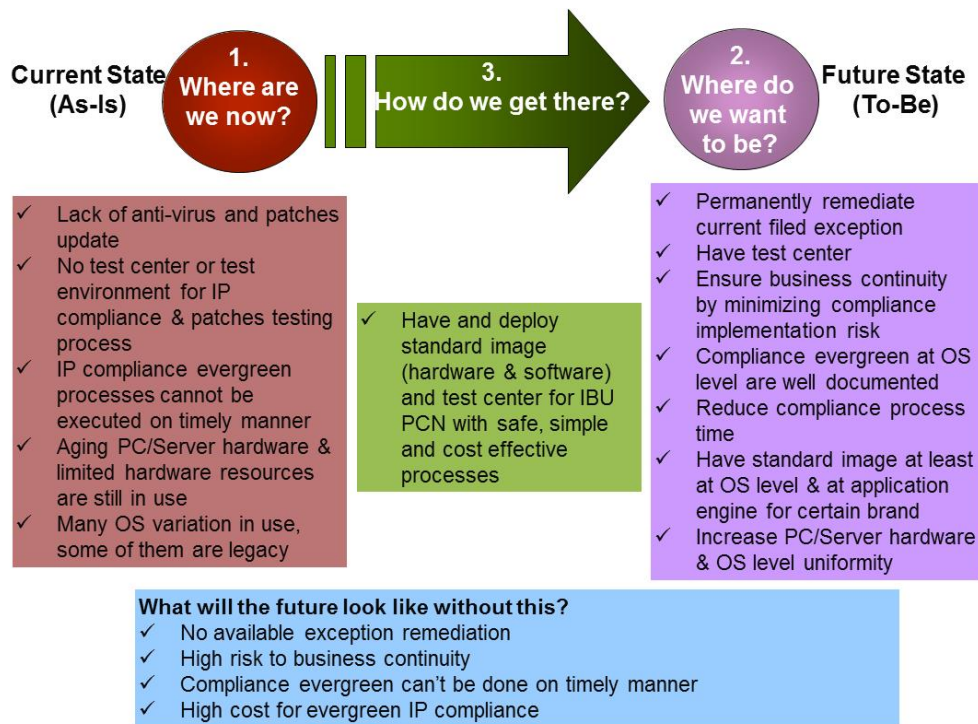 Current State
(As-Is)
1.
Where are
we now?
3.
How do we get there?
2.
Where do
we want
to be?
Future State
(To-Be)
✓ Lack of anti-virus and patches
update
✓ No test center or test
environment for IP
compliance & patches testing
process
✓ IP compliance evergreen
processes cannot be
executed on timely manner
✓ Aging PC/Server hardware &
limited hardware resources
are still in use
✓ Many OS variation in use,
some of them are legacy
✓ Have and deploy
standard image
(hardware & software)
and test center for IBU
PCN with safe, simple
and cost effective
processes
✓ Permanently remediate
current filed exception
✓ Have test center
✓ Ensure business continuity
by minimizing compliance
implementation risk
✓ Compliance evergreen at OS
level are well documented
✓ Reduce compliance process
time
✓ Have standard image at least
at OS level & at application
engine for certain brand
✓ Increase PC/Server hardware
& OS level uniformity
What will the future look like without this?
✓ No available exception remediation
✓ High risk to business continuity
✓ Compliance evergreen can't be done on timely manner
✓ High cost for evergreen IP compliance